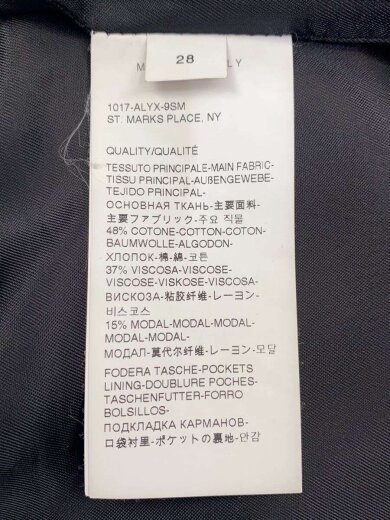 28
M LY
1017-ALYX-9SM
ST. MARKS PLACE, NY
QUALITY/QUALITÉ
TESSUTO PRINCIPALE-MAIN FABRIC-
TISSU PRINCIPAL-AUßENGEWEBE-
TEJIDO PRINCIPAL-
ОСНОВНАЯ ТКАНЬ-主要面料-
主要ファブリック-주요 직물
48% COTONE-COTTON-COTON-
BAUMWOLLE-ALGODON-
ХЛОПОК-棉-綿-코튼
37% VISCOSA-VISCOSE-
VISCOSE-VISKOSE-VISCOSA-
ВИСКОЗА-粘胶纤维-レーヨン-
비스코스
15% MODAL-MODAL-MODAL-
MODAL-MODAL-
МОДАЛ-莫代尔纤维-レーヨン-모달
FODERA TASCHE-POCKETS
LINING-DOUBLURE POCHES-
TASCHENFUTTER-FORRO
BOLSILLOS-
ПОДКЛАДКА КАРМАНОВ-
口袋衬里-ポケットの裏地-안감